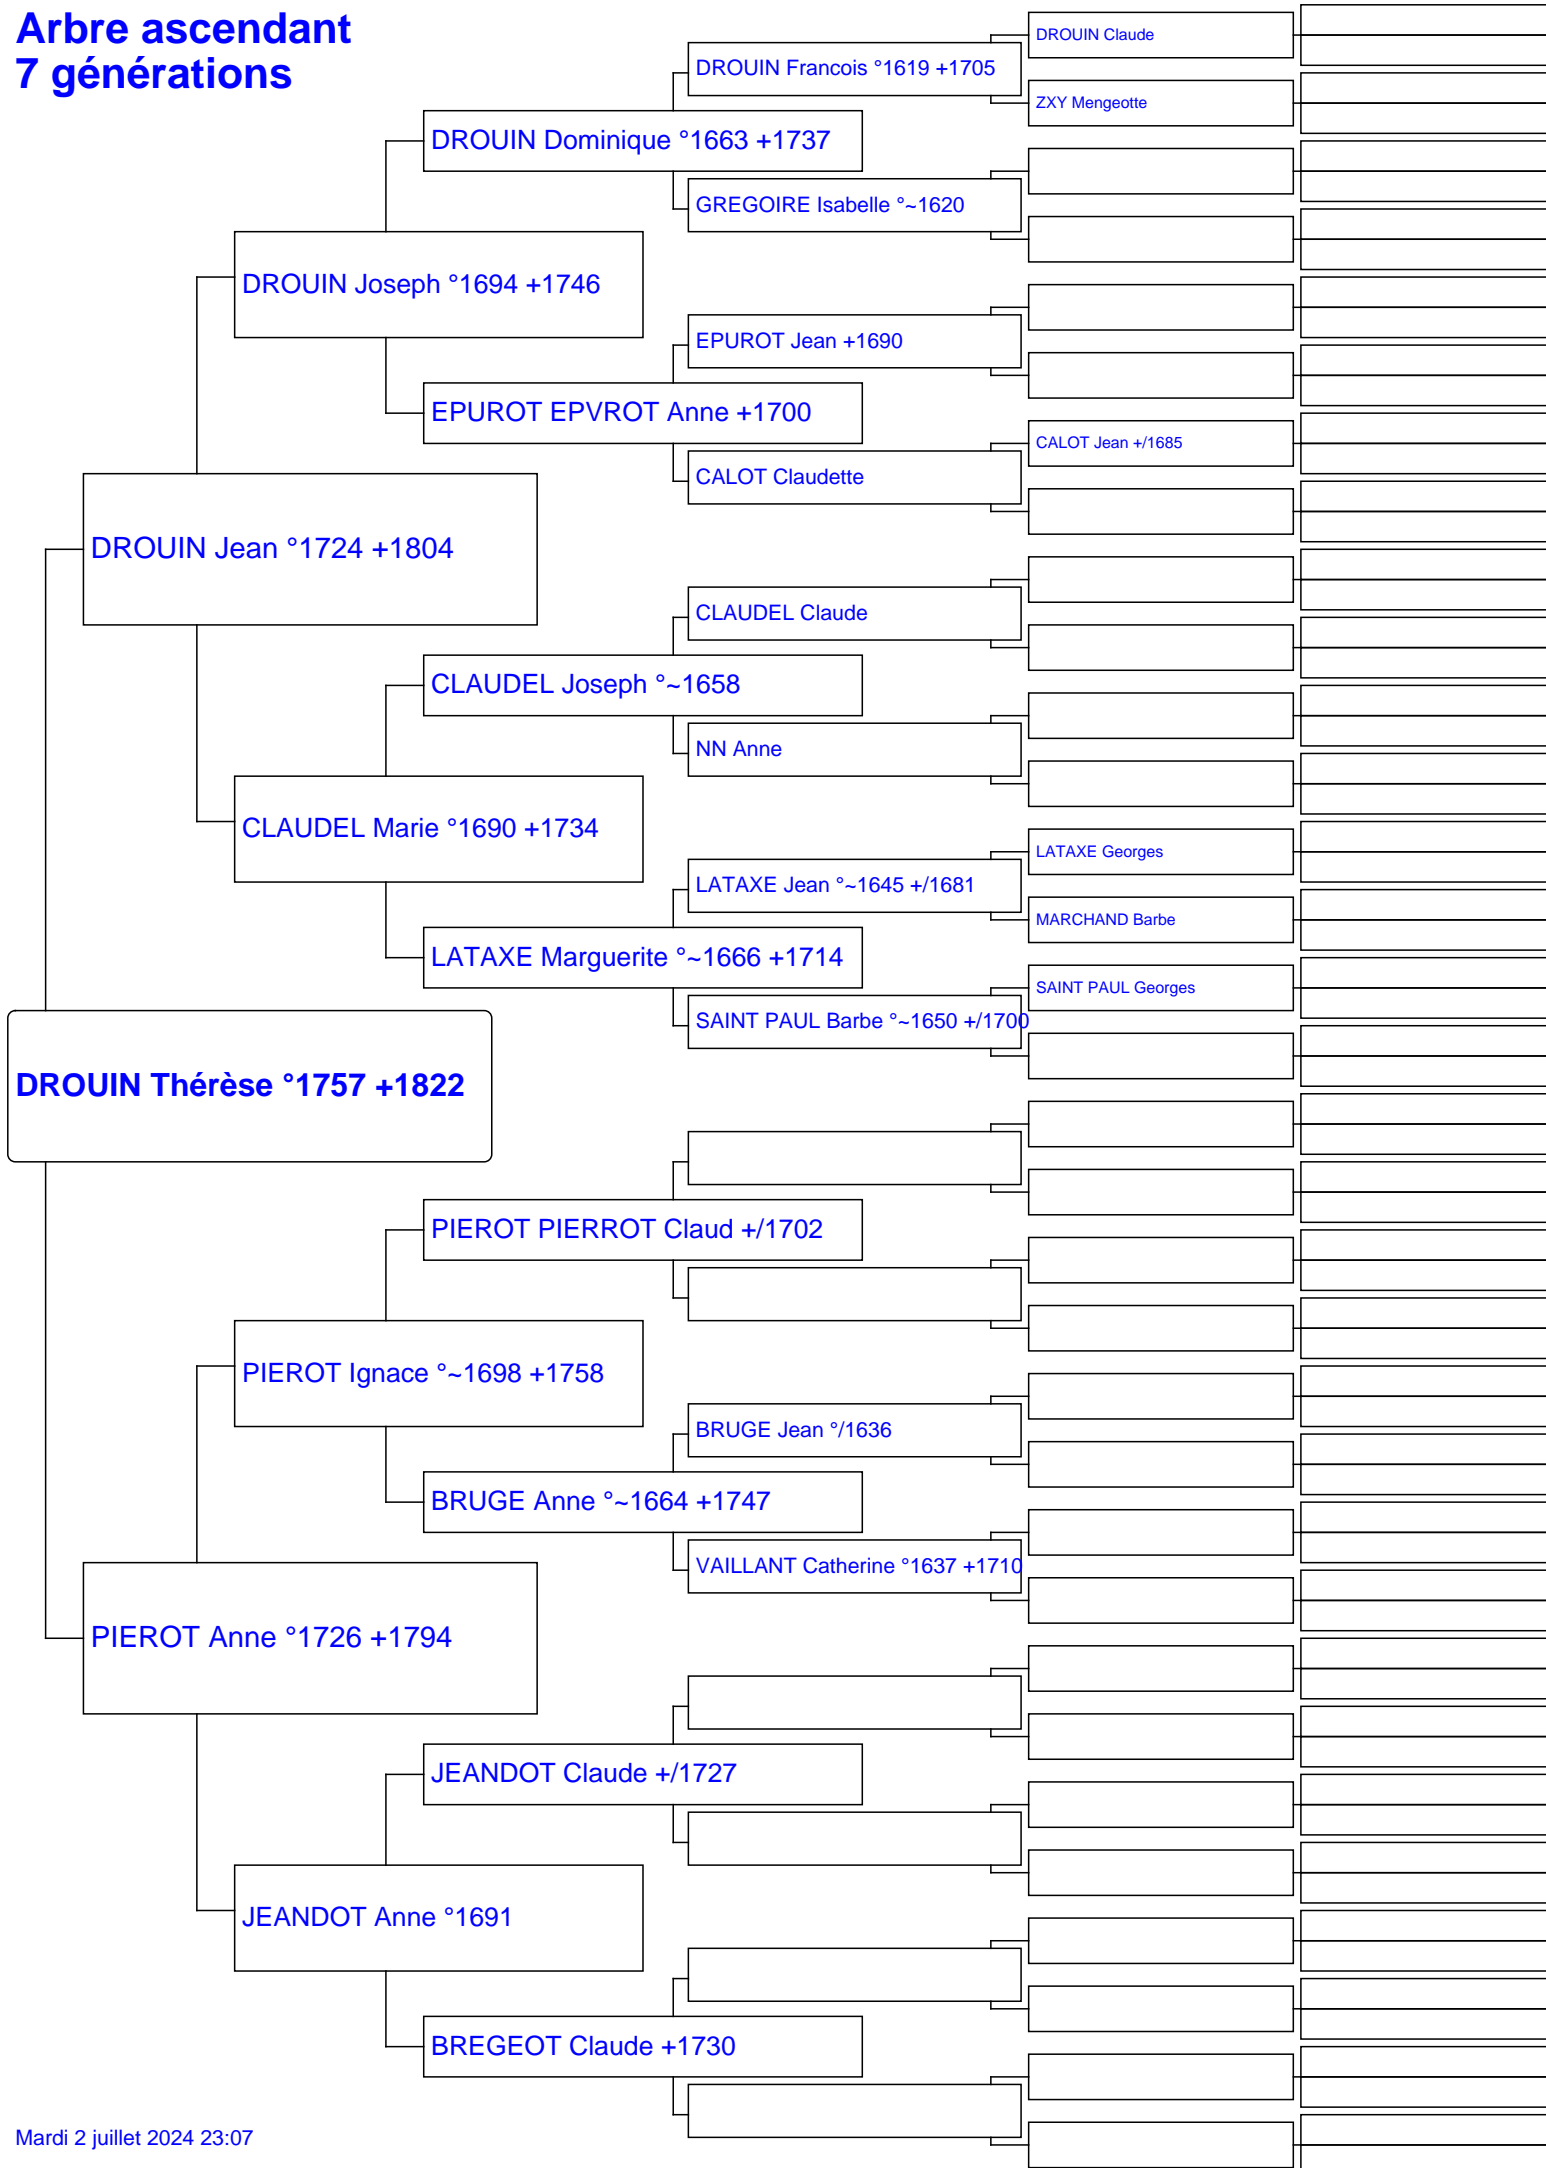 Arbre ascendant
7 générations
DROUIN Claude
DROUIN Francois °1619 +1705
ZXY Mengeotte
DROUIN Dominique °1663 +1737
GREGOIRE Isabelle °~1620
DROUIN Joseph °1694 +1746
EPUROT Jean +1690
EPUROT EPVROT Anne +1700
CALOT Jean +/1685
CALOT Claudette
DROUIN Jean °1724 +1804
CLAUDEL Claude
CLAUDEL Joseph °~1658
NN Anne
CLAUDEL Marie °1690 +1734
LATAXE Georges
LATAXE Jean °~1645 +/1681
MARCHAND Barbe
LATAXE Marguerite °~1666 +1714
SAINT PAUL Georges
SAINT PAUL Barbe °~1650 +/1700
DROUIN Thérèse °1757 +1822
PIEROT PIERROT Claud +/1702
PIEROT Ignace °~1698 +1758
BRUGE Jean °/1636
BRUGE Anne °~1664 +1747
VAILLANT Catherine °1637 +1710
PIEROT Anne °1726 +1794
JEANDOT Claude +/1727
JEANDOT Anne °1691
BREGEOT Claude +1730
Mardi 2 juillet 2024 23:07